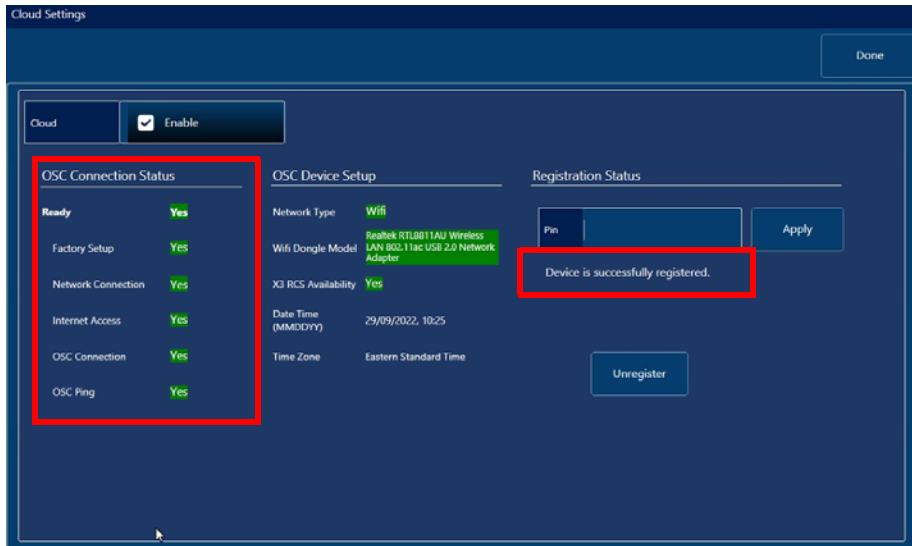 Cloud Settings
Done
Cloud
Enable
OSC Connection Status
Ready Yes
Factory Setup Yes
Network Connection Yes
Internet Access Yes
OSC Connection Yes
OSC Ping Yes
OSC Device Setup
Network Type Wifi
Wifi Dongle Model Realtek RTL8811AU Wireless
LAN 802.11ac USB 2.0 Network
Adapter
X3 RCS Availability Yes
Date Time
(MMDDYY) 29/09/2022, 10:25
Time Zone Eastern Standard Time
Registration Status
Pin
Apply
Device is successfully registered.
Unregister